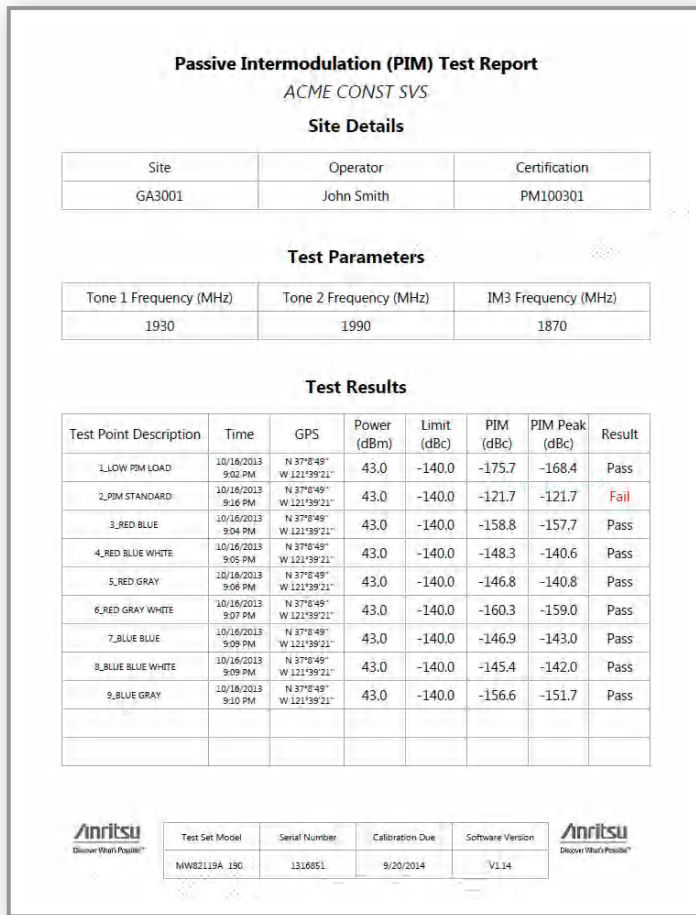 Passive Intermodulation (PIM) Test Report
ACME CONST SVS
Site Details
Site Operator Certification
GA3001 John Smith PM100301
Test Parameters
Tone 1 Frequency (MHz) Tone 2 Frequency (MHz) IM3 Frequency (MHz)
1930 1990 1870
Test Results
Test Point Description Time GPS Power (dBm) Limit (dBc) PIM (dBc) PIM Peak (dBc) Result
1_LOW PIM LOAD 10/16/2013 9:02 PM N 37°8'49" W 121°39'21" 43.0 -140.0 -175.7 -168.4 Pass
2_PIM STANDARD 10/16/2013 9:16 PM N 37°8'49" W 121°39'21" 43.0 -140.0 -121.7 -121.7 Fail
3_RED BLUE 10/16/2013 9:04 PM N 37°8'49" W 121°39'21" 43.0 -140.0 -158.8 -157.7 Pass
4_RED BLUE WHITE 10/16/2013 9:05 PM N 37°8'49" W 121°39'21" 43.0 -140.0 -148.3 -140.6 Pass
5_RED GRAY 10/16/2013 9:06 PM N 37°8'49" W 121°39'21" 43.0 -140.0 -146.8 -140.8 Pass
6_RED GRAY WHITE 10/16/2013 9:07 PM N 37°8'49" W 121°39'21" 43.0 -140.0 -160.3 -159.0 Pass
7_BLUE BLUE 10/16/2013 9:09 PM N 37°8'49" W 121°39'21" 43.0 -140.0 -146.9 -143.0 Pass
8_BLUE BLUE WHITE 10/16/2013 9:09 PM N 37°8'49" W 121°39'21" 43.0 -140.0 -145.4 -142.0 Pass
9_BLUE GRAY 10/16/2013 9:10 PM N 37°8'49" W 121°39'21" 43.0 -140.0 -156.6 -151.7 Pass
Anritsu
Discover What's Possible™
Test Set Model Serial Number Calibration Due Software Version
MW82119A_190 1316851 9/20/2014 V1.14
Anritsu
Discover What's Possible™